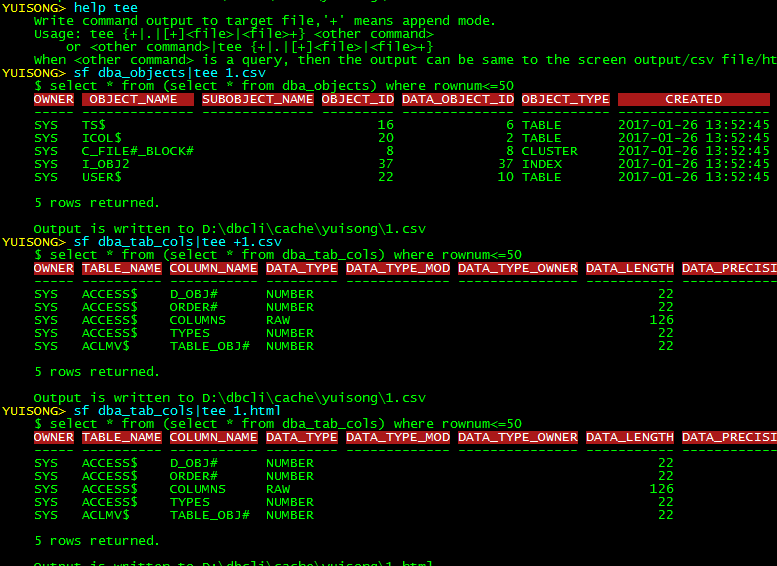 YUISONG> help tee
Write command output to target file,'+' means append mode.
Usage: tee {+|.|[+]<file>|<file>+} <other command>
or <other command>|tee {+|.|[+]<file>|<file>+}
When <other command> is a query, then the output can be same to the screen output/csv file/ht
YUISONG> sf dba_objects|tee 1.csv
$ select * from (select * from dba_objects) where rownum<=50
OWNER OBJECT_NAME SUBOBJECT_NAME OBJECT_ID DATA_OBJECT_ID OBJECT_TYPE CREATED
----- -------------- -------------- --------- -------------- ----------- -------------------
SYS TS$ 16 6 TABLE 2017-01-26 13:52:45
SYS ICOL$ 20 2 TABLE 2017-01-26 13:52:45
SYS C_FILE#_BLOCK# 8 8 CLUSTER 2017-01-26 13:52:45
SYS I_OBJ2 37 37 INDEX 2017-01-26 13:52:45
SYS USER$ 22 10 TABLE 2017-01-26 13:52:45
5 rows returned.
Output is written to D:\dbcli\cache\yuisong\1.csv
YUISONG> sf dba_tab_cols|tee +1.csv
$ select * from (select * from dba_tab_cols) where rownum<=50
OWNER TABLE_NAME COLUMN_NAME DATA_TYPE DATA_TYPE_MOD DATA_TYPE_OWNER DATA_LENGTH DATA_PRECISI
----- ---------- ----------- --------- ------------- --------------- ----------- ------------
SYS ACCESS$ D_OBJ# NUMBER 22
SYS ACCESS$ ORDER# NUMBER 22
SYS ACCESS$ COLUMNS RAW 126
SYS ACCESS$ TYPES NUMBER 22
SYS ACLMV$ TABLE_OBJ# NUMBER 22
5 rows returned.
Output is written to D:\dbcli\cache\yuisong\1.csv
YUISONG> sf dba_tab_cols|tee 1.html
$ select * from (select * from dba_tab_cols) where rownum<=50
OWNER TABLE_NAME COLUMN_NAME DATA_TYPE DATA_TYPE_MOD DATA_TYPE_OWNER DATA_LENGTH DATA_PRECISI
----- ---------- ----------- --------- ------------- --------------- ----------- ------------
SYS ACCESS$ D_OBJ# NUMBER 22
SYS ACCESS$ ORDER# NUMBER 22
SYS ACCESS$ COLUMNS RAW 126
SYS ACCESS$ TYPES NUMBER 22
SYS ACLMV$ TABLE_OBJ# NUMBER 22
5 rows returned.
Output is written to D:\dbcli\cache\yuisong\1.html